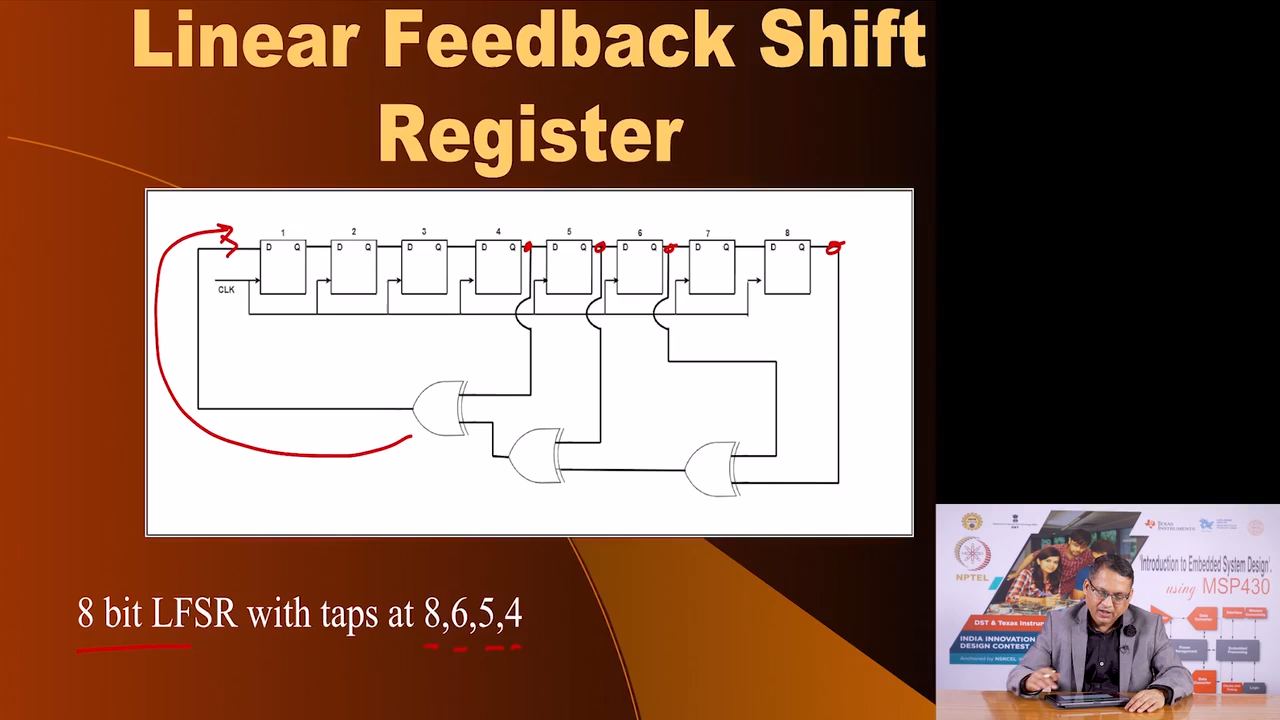 Linear Feedback Shift
Register
1 2 3 4 5 6 7 8
D Q D Q D Q D Q D Q D Q D Q D Q
CLK
8 bit LFSR with taps at 8,6,5,4
NPTEL
TEXAS
INSTRUMENTS
'Introduction to Embedded System Design'
using MSP430
DST & Texas Instrum
INDIA INNOVATION
DESIGN CONTEST